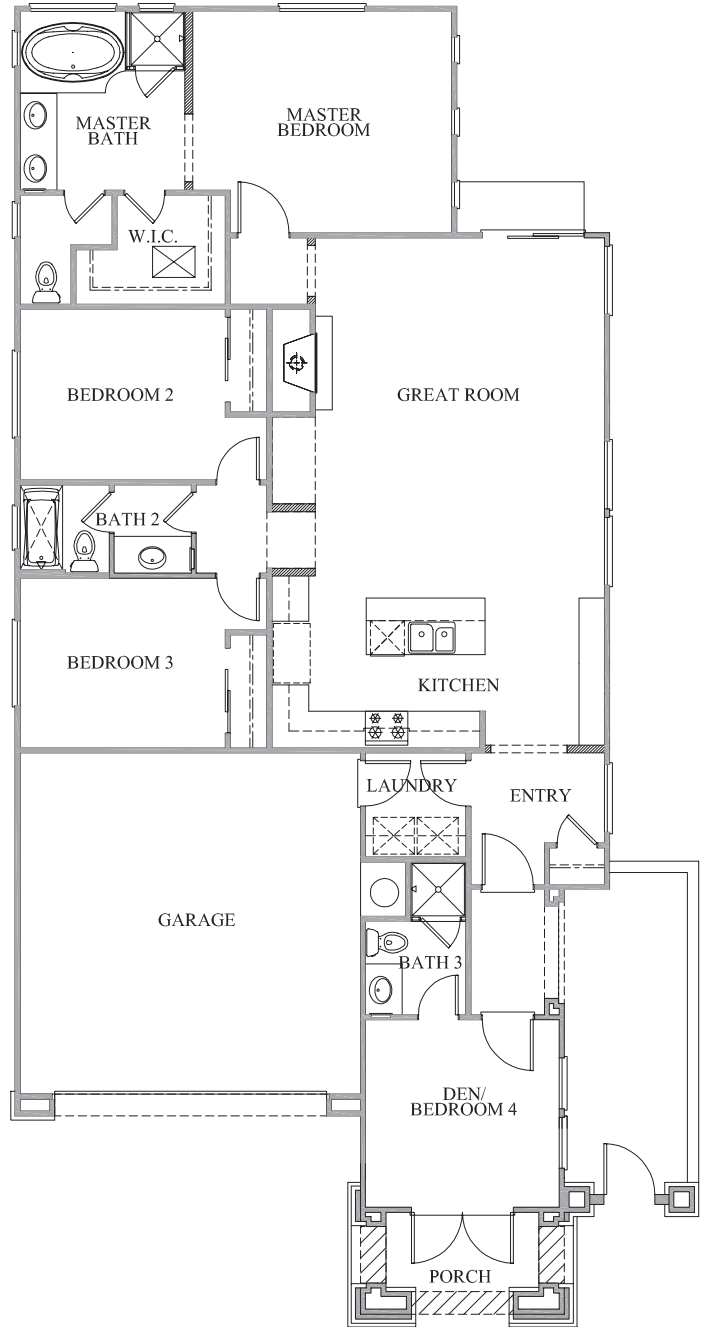 MASTER
BATH
MASTER
BEDROOM
W.I.C.
BEDROOM 2
GREAT ROOM
BATH 2
BEDROOM 3
KITCHEN
LAUNDRY
ENTRY
GARAGE
BATH 3
DEN/
BEDROOM 4
PORCH